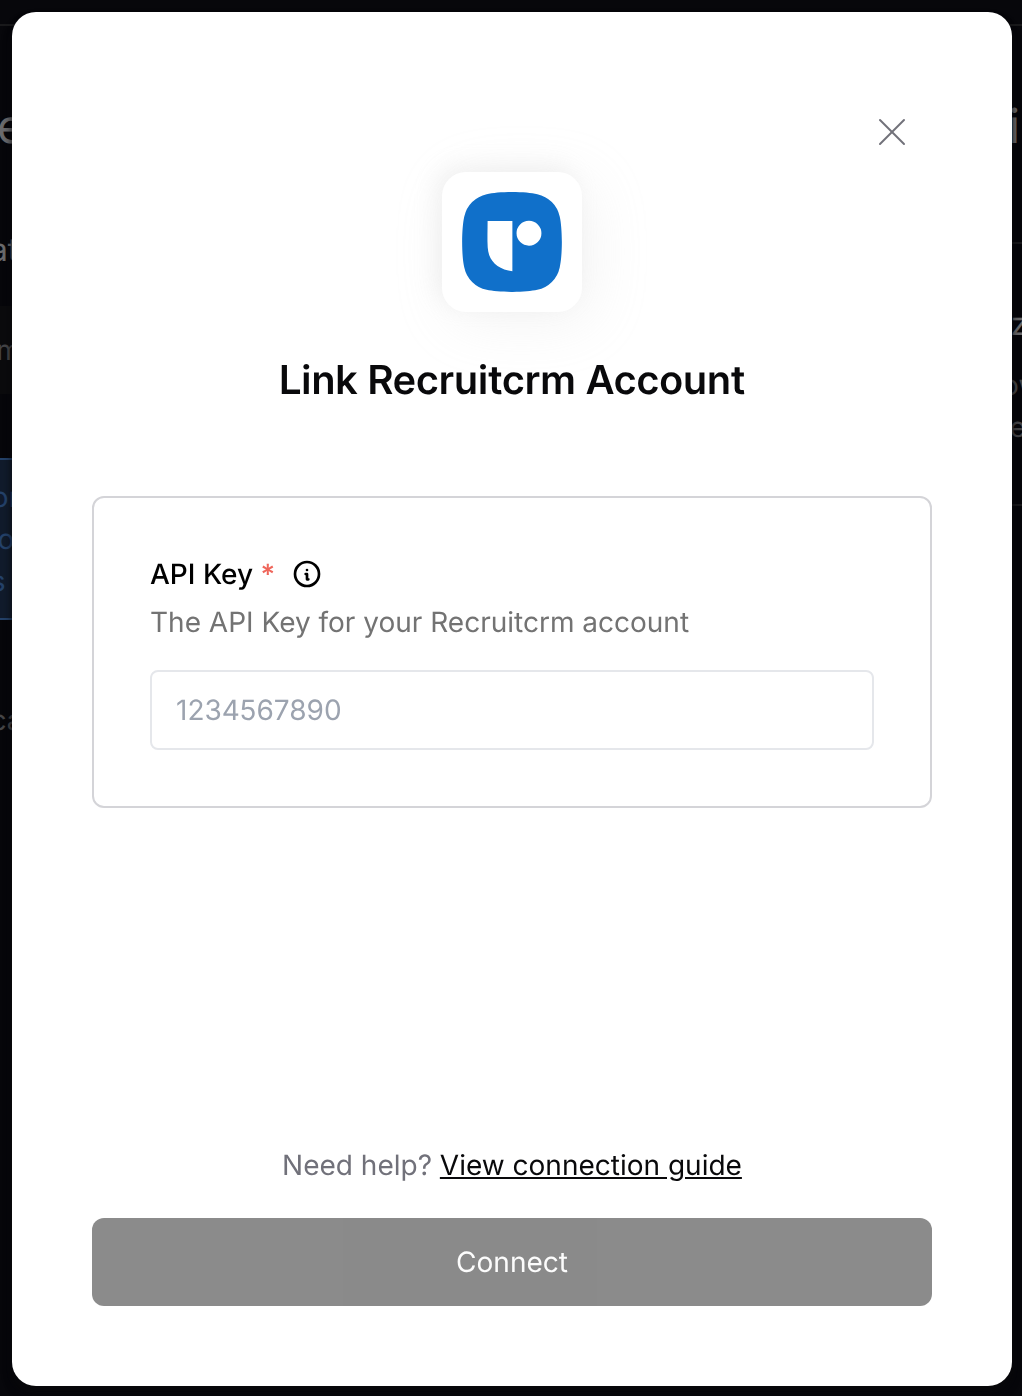 Link Recruitcrm Account
API Key *
The API Key for your Recruitcrm account
1234567890
Need help? View connection guide
Connect